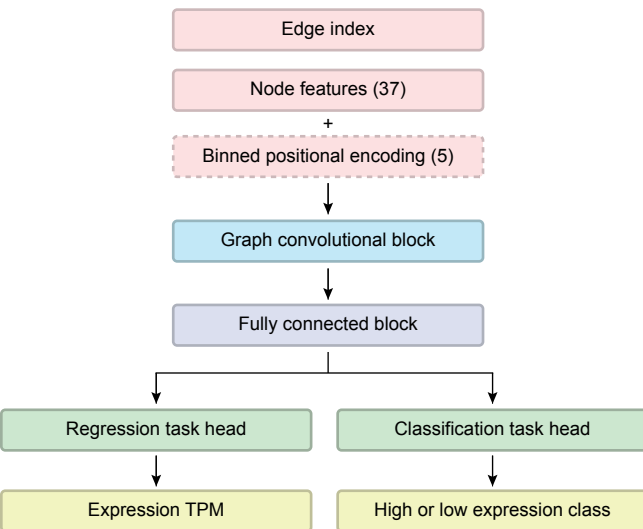 Edge index
Node features (37)
+
Binned positional encoding (5)
Graph convolutional block
Fully connected block
Regression task head
Classification task head
Expression TPM
High or low expression class